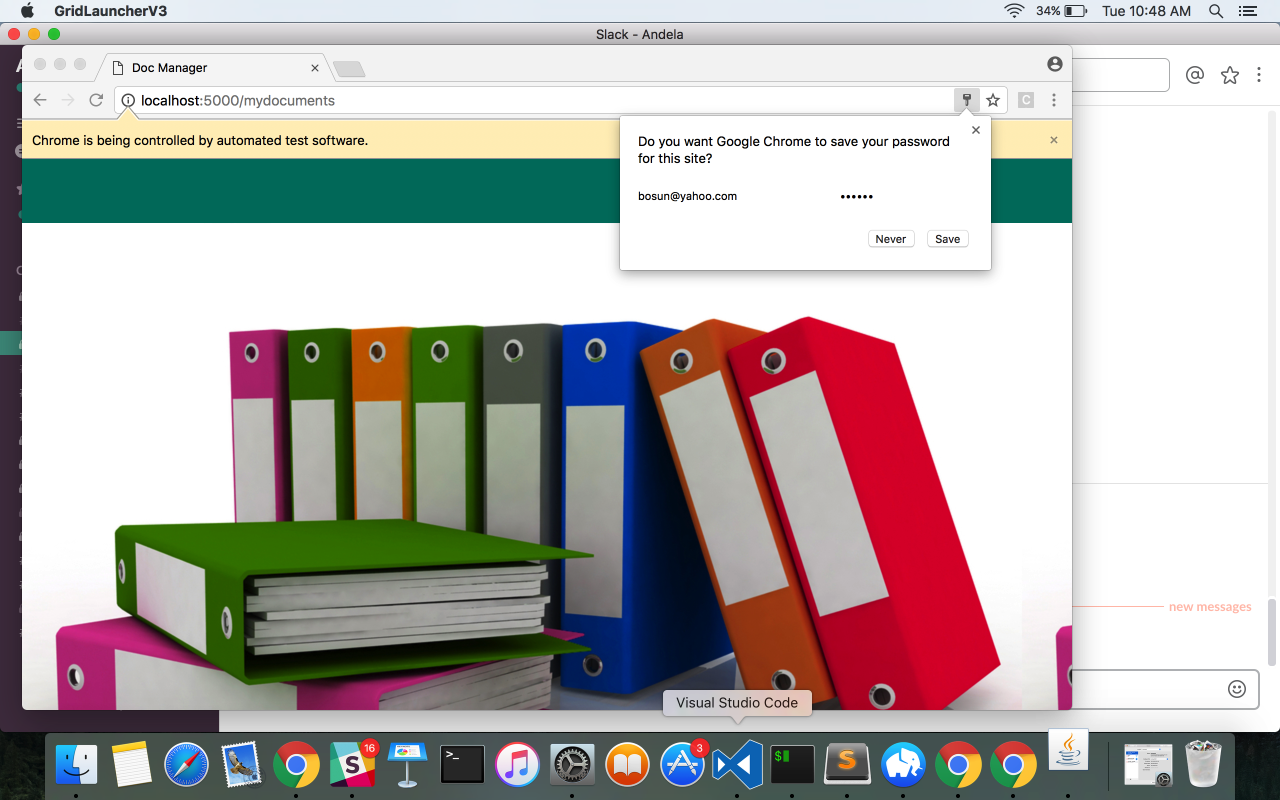 GridLauncherV3
34%
Tue 10:48 AM
Slack - Andela
Doc Manager
localhost:5000/mydocuments
C
Chrome is being controlled by automated test software.
Do you want Google Chrome to save your password
for this site?
bosun@yahoo.com
••••••
Never
Save
new messages
Visual Studio Code
16
S
>_
3
$
S